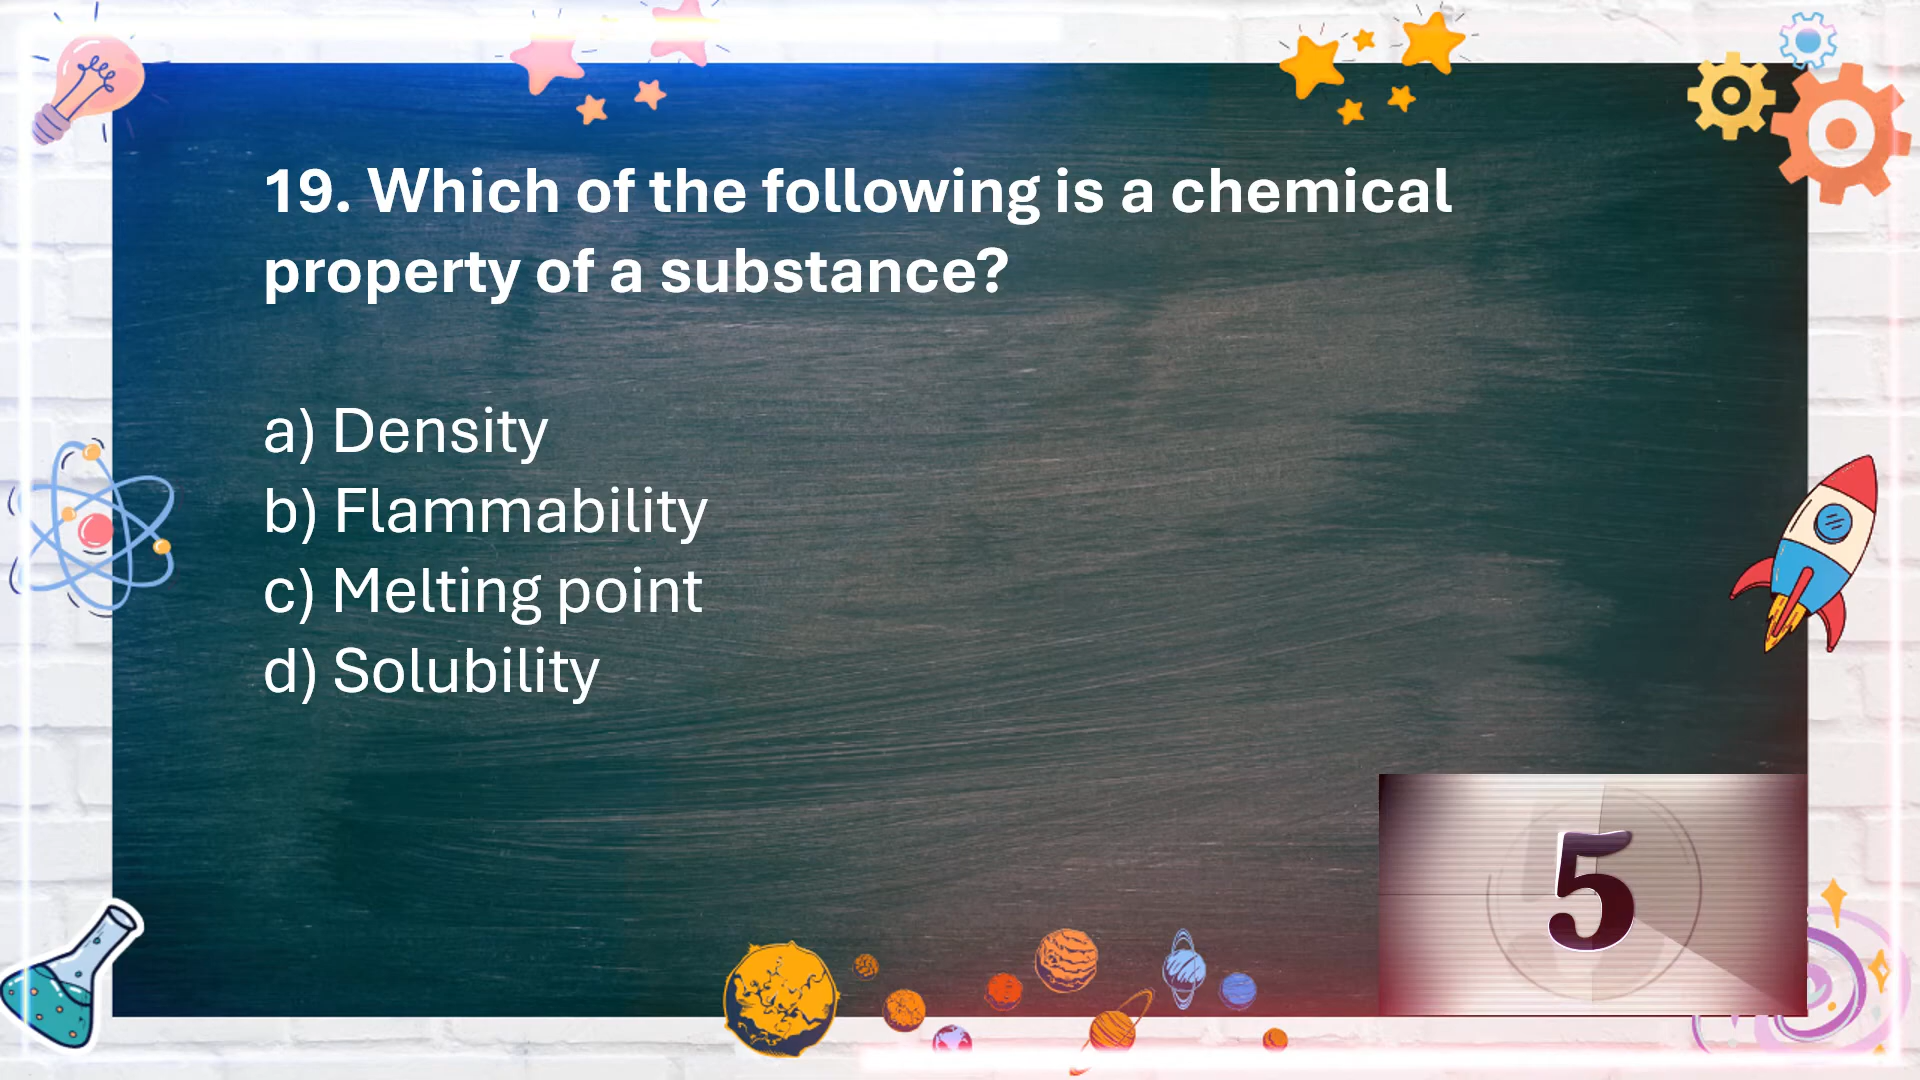 19. Which of the following is a chemical
property of a substance?
a) Density
b) Flammability
c) Melting point
d) Solubility
5